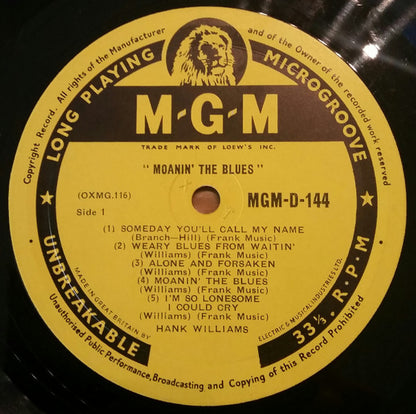 Copyright Record. All rights of the Manufacturer and of the Owner of the recorded work reserved
LONG PLAYING MICROGROOVE
M-G-M
TRADE MARK OF LOEW'S INC.
"MOANIN' THE BLUES"
(OXMG.116)
Side 1
MGM-D-144
(1) SOMEDAY YOU'LL CALL MY NAME
(Branch—Hill) (Frank Music)
(2) WEARY BLUES FROM WAITIN'
(Williams) (Frank Music)
(3) ALONE AND FORSAKEN
(Williams) (Frank Music)
(4) MOANIN' THE BLUES
(Williams) (Frank Music)
(5) I'M SO LONESOME
I COULD CRY
(Williams) (Frank Music)
HANK WILLIAMS
UNBREAKABLE
33⅓ R·P·M
MADE IN GREAT BRITAIN BY
ELECTRIC & MUSICAL INDUSTRIES LTD.
Unauthorised Public Performance, Broadcasting and Copying of this Record Prohibited